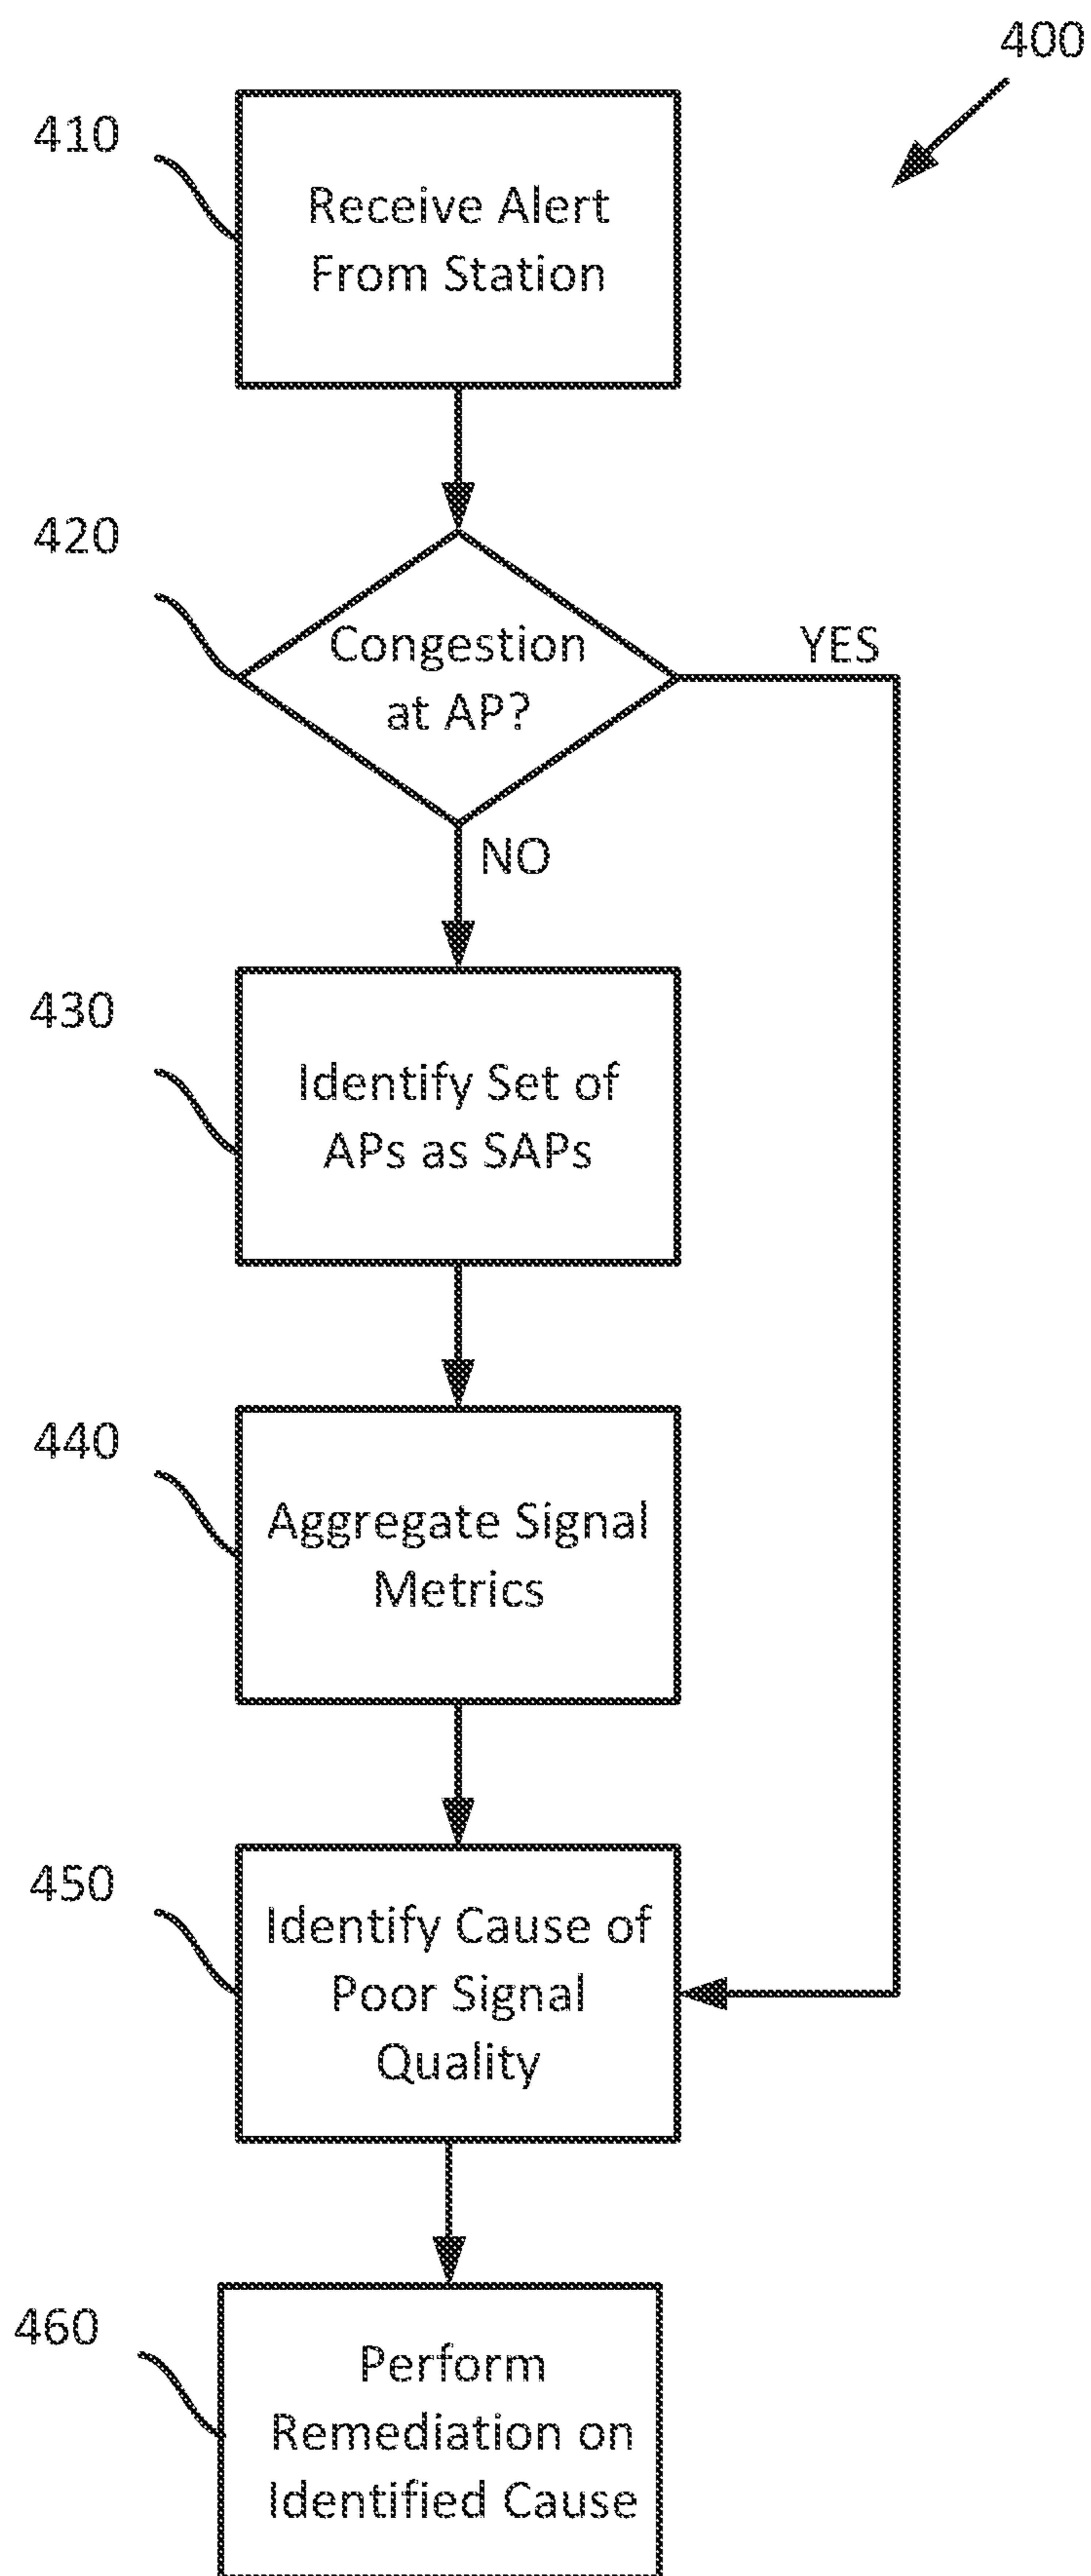 400
410
Receive Alert
From Station
420
Congestion
at AP?
YES
NO
430
Identify Set of
APs as SAPs
440
Aggregate Signal
Metrics
450
Identify Cause of
Poor Signal
Quality
460
Perform
Remediation on
Identified Cause